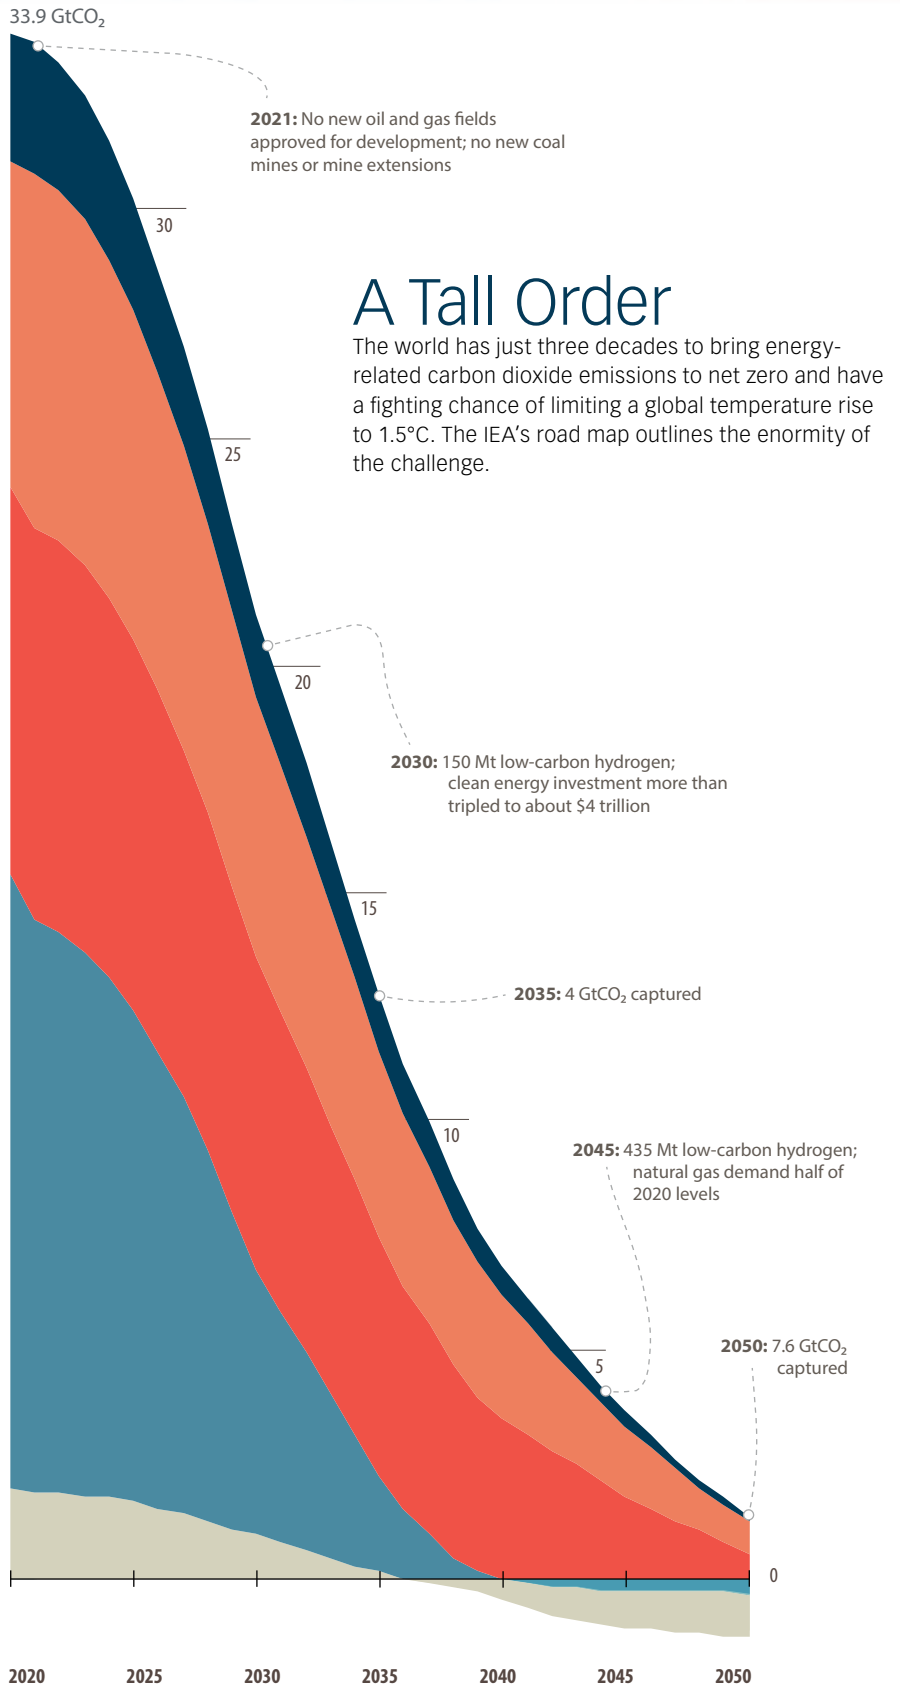 33.9 GtCO₂
2021: No new oil and gas fields
approved for development; no new coal
mines or mine extensions
30
A Tall Order
The world has just three decades to bring energy-
related carbon dioxide emissions to net zero and have
a fighting chance of limiting a global temperature rise
to 1.5°C. The IEA’s road map outlines the enormity of
the challenge.
25
20
2030: 150 Mt low-carbon hydrogen;
clean energy investment more than
tripled to about $4 trillion
15
2035: 4 GtCO₂ captured
10
2045: 435 Mt low-carbon hydrogen;
natural gas demand half of
2020 levels
5
2050: 7.6 GtCO₂
captured
0
2020 2025 2030 2035 2040 2045 2050